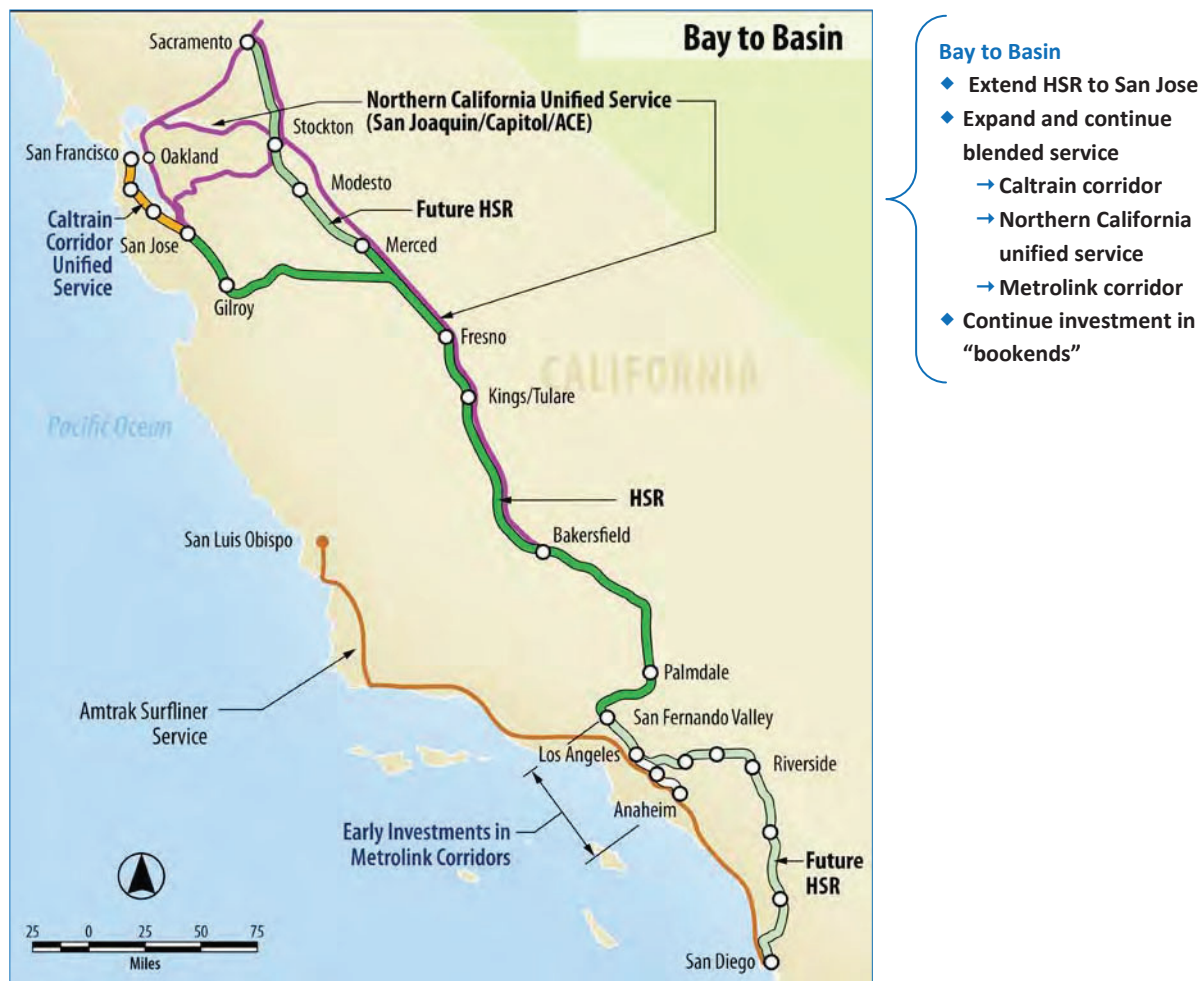 Bay to Basin
Sacramento
Northern California Unified Service
(San Joaquin/Capitol/ACE)
Stockton
San Francisco
Oakland
Modesto
Future HSR
Caltrain
Corridor
Unified
Service
San Jose
Merced
Gilroy
Fresno
CALIFORNIA
Kings/Tulare
Pacific Ocean
HSR
San Luis Obispo
Bakersfield
Palmdale
Amtrak Surfliner
Service
San Fernando Valley
Los Angeles
Riverside
Anaheim
Early Investments in
Metrolink Corridors
Future
HSR
San Diego
25 0 25 50 75
Miles
Bay to Basin
◆ Extend HSR to San Jose
◆ Expand and continue
blended service
→ Caltrain corridor
→ Northern California
unified service
→ Metrolink corridor
◆ Continue investment in
“bookends”